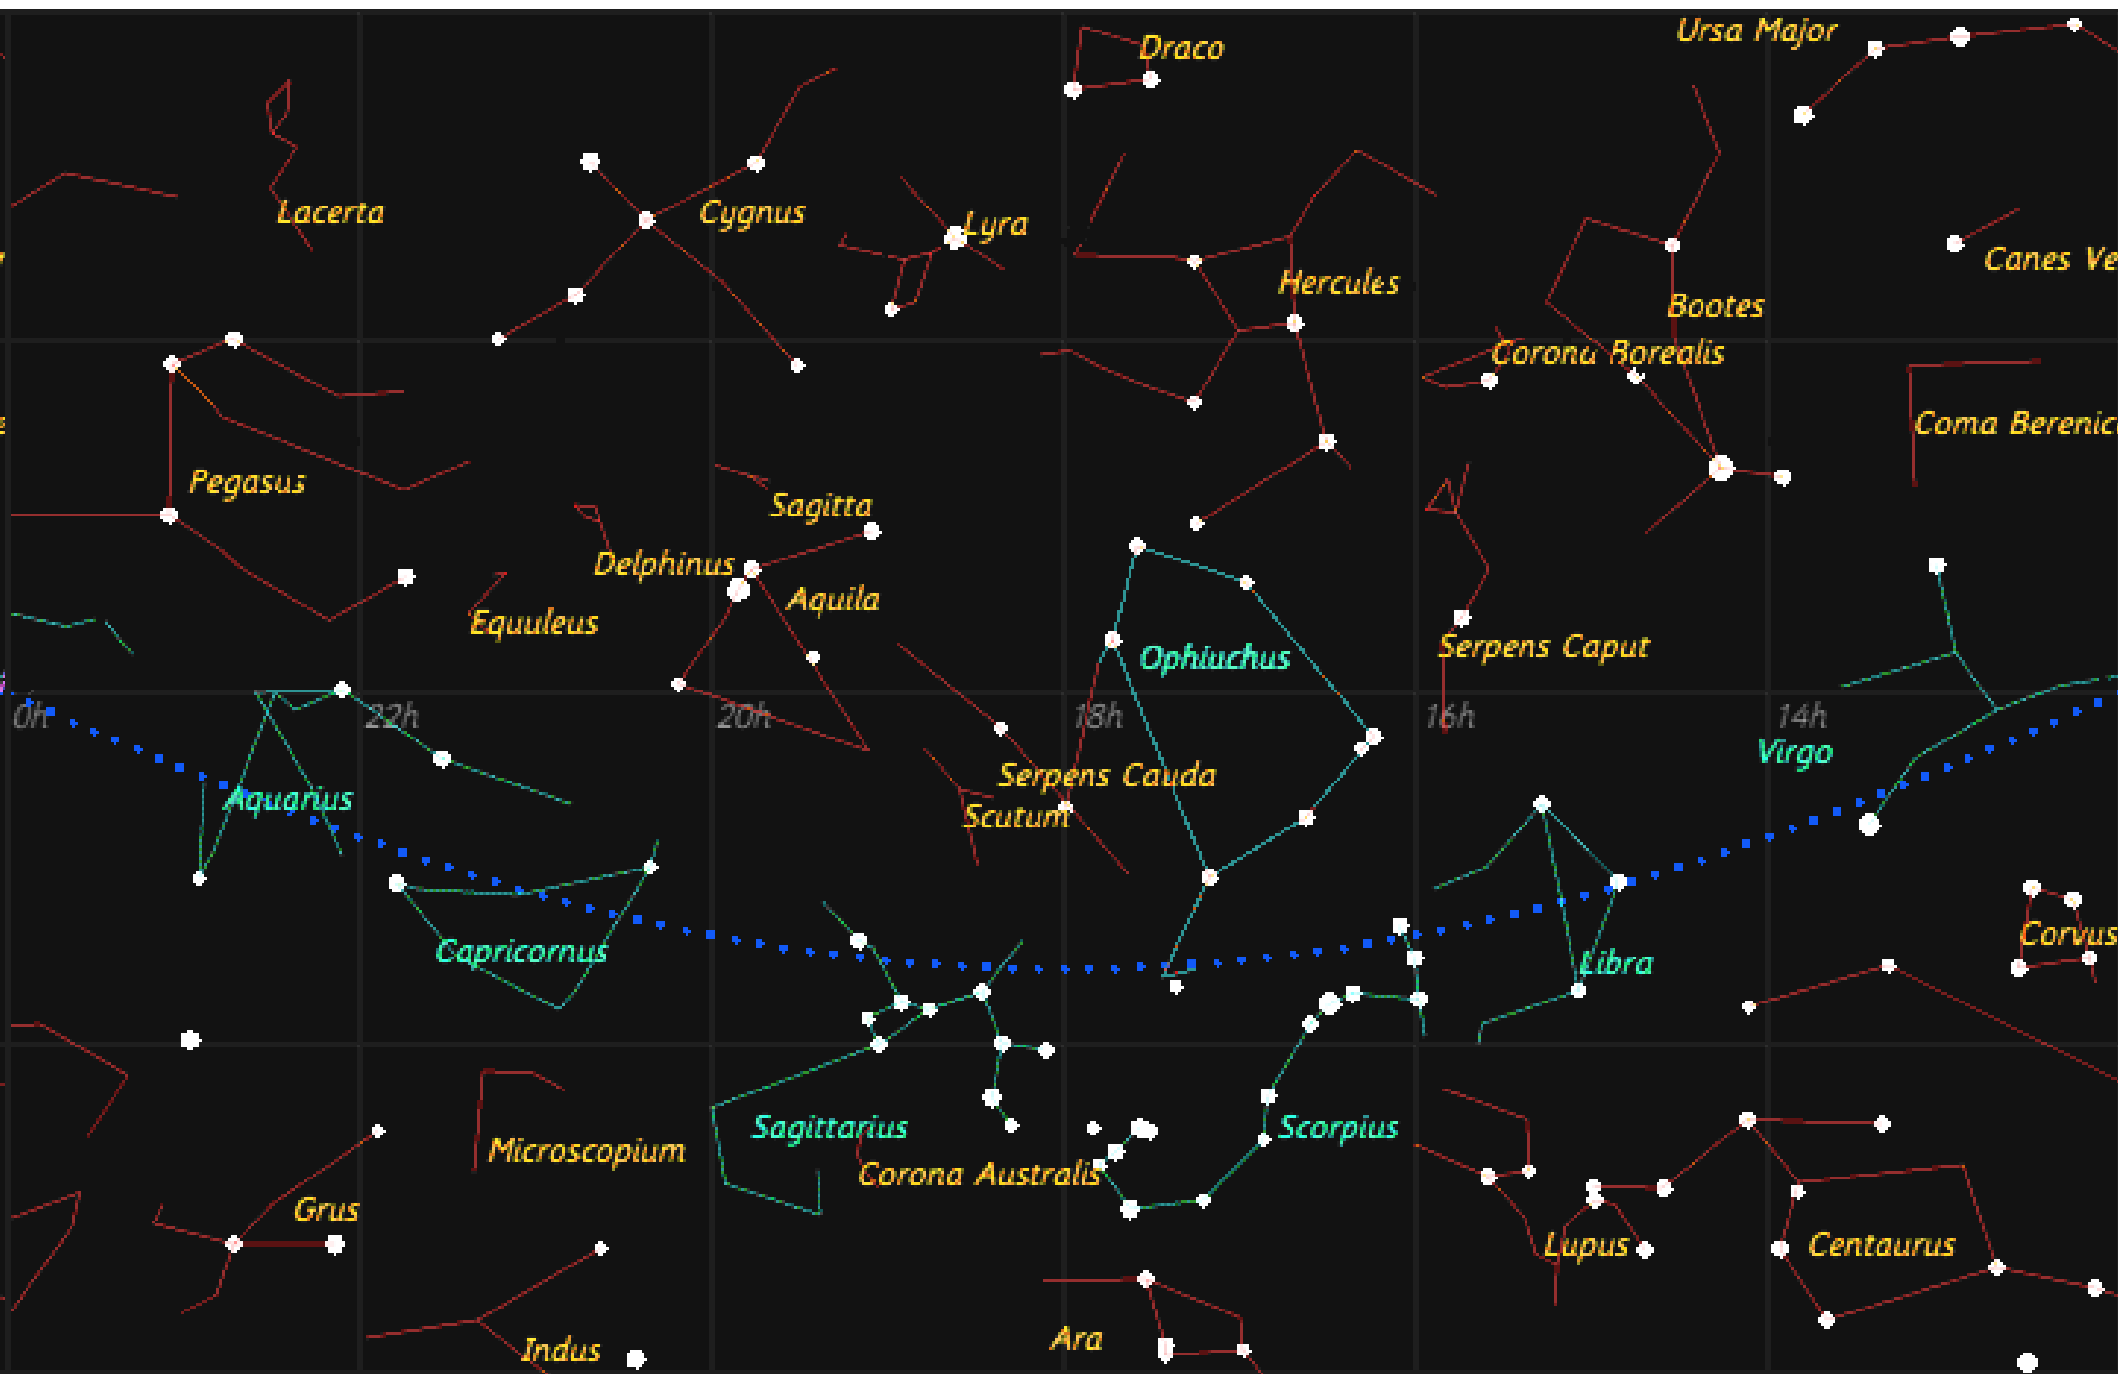 Ursa Major
Draco
Lacerta
Cygnus
Lyra
Canes Ve
Hercules
Bootes
Corona Borealis
Coma Berenic
Pegasus
Sagitta
Delphinus
Aquila
Equuleus
Ophiuchus
Serpens Caput
0h
22h
20h
18h
16h
14h
Virgo
Serpens Cauda
Aquarius
Scutum
Corvus
Capricornus
Libra
Sagittarius
Scorpius
Microscopium
Corona Australis
Grus
Lupus
Centaurus
Indus
Ara